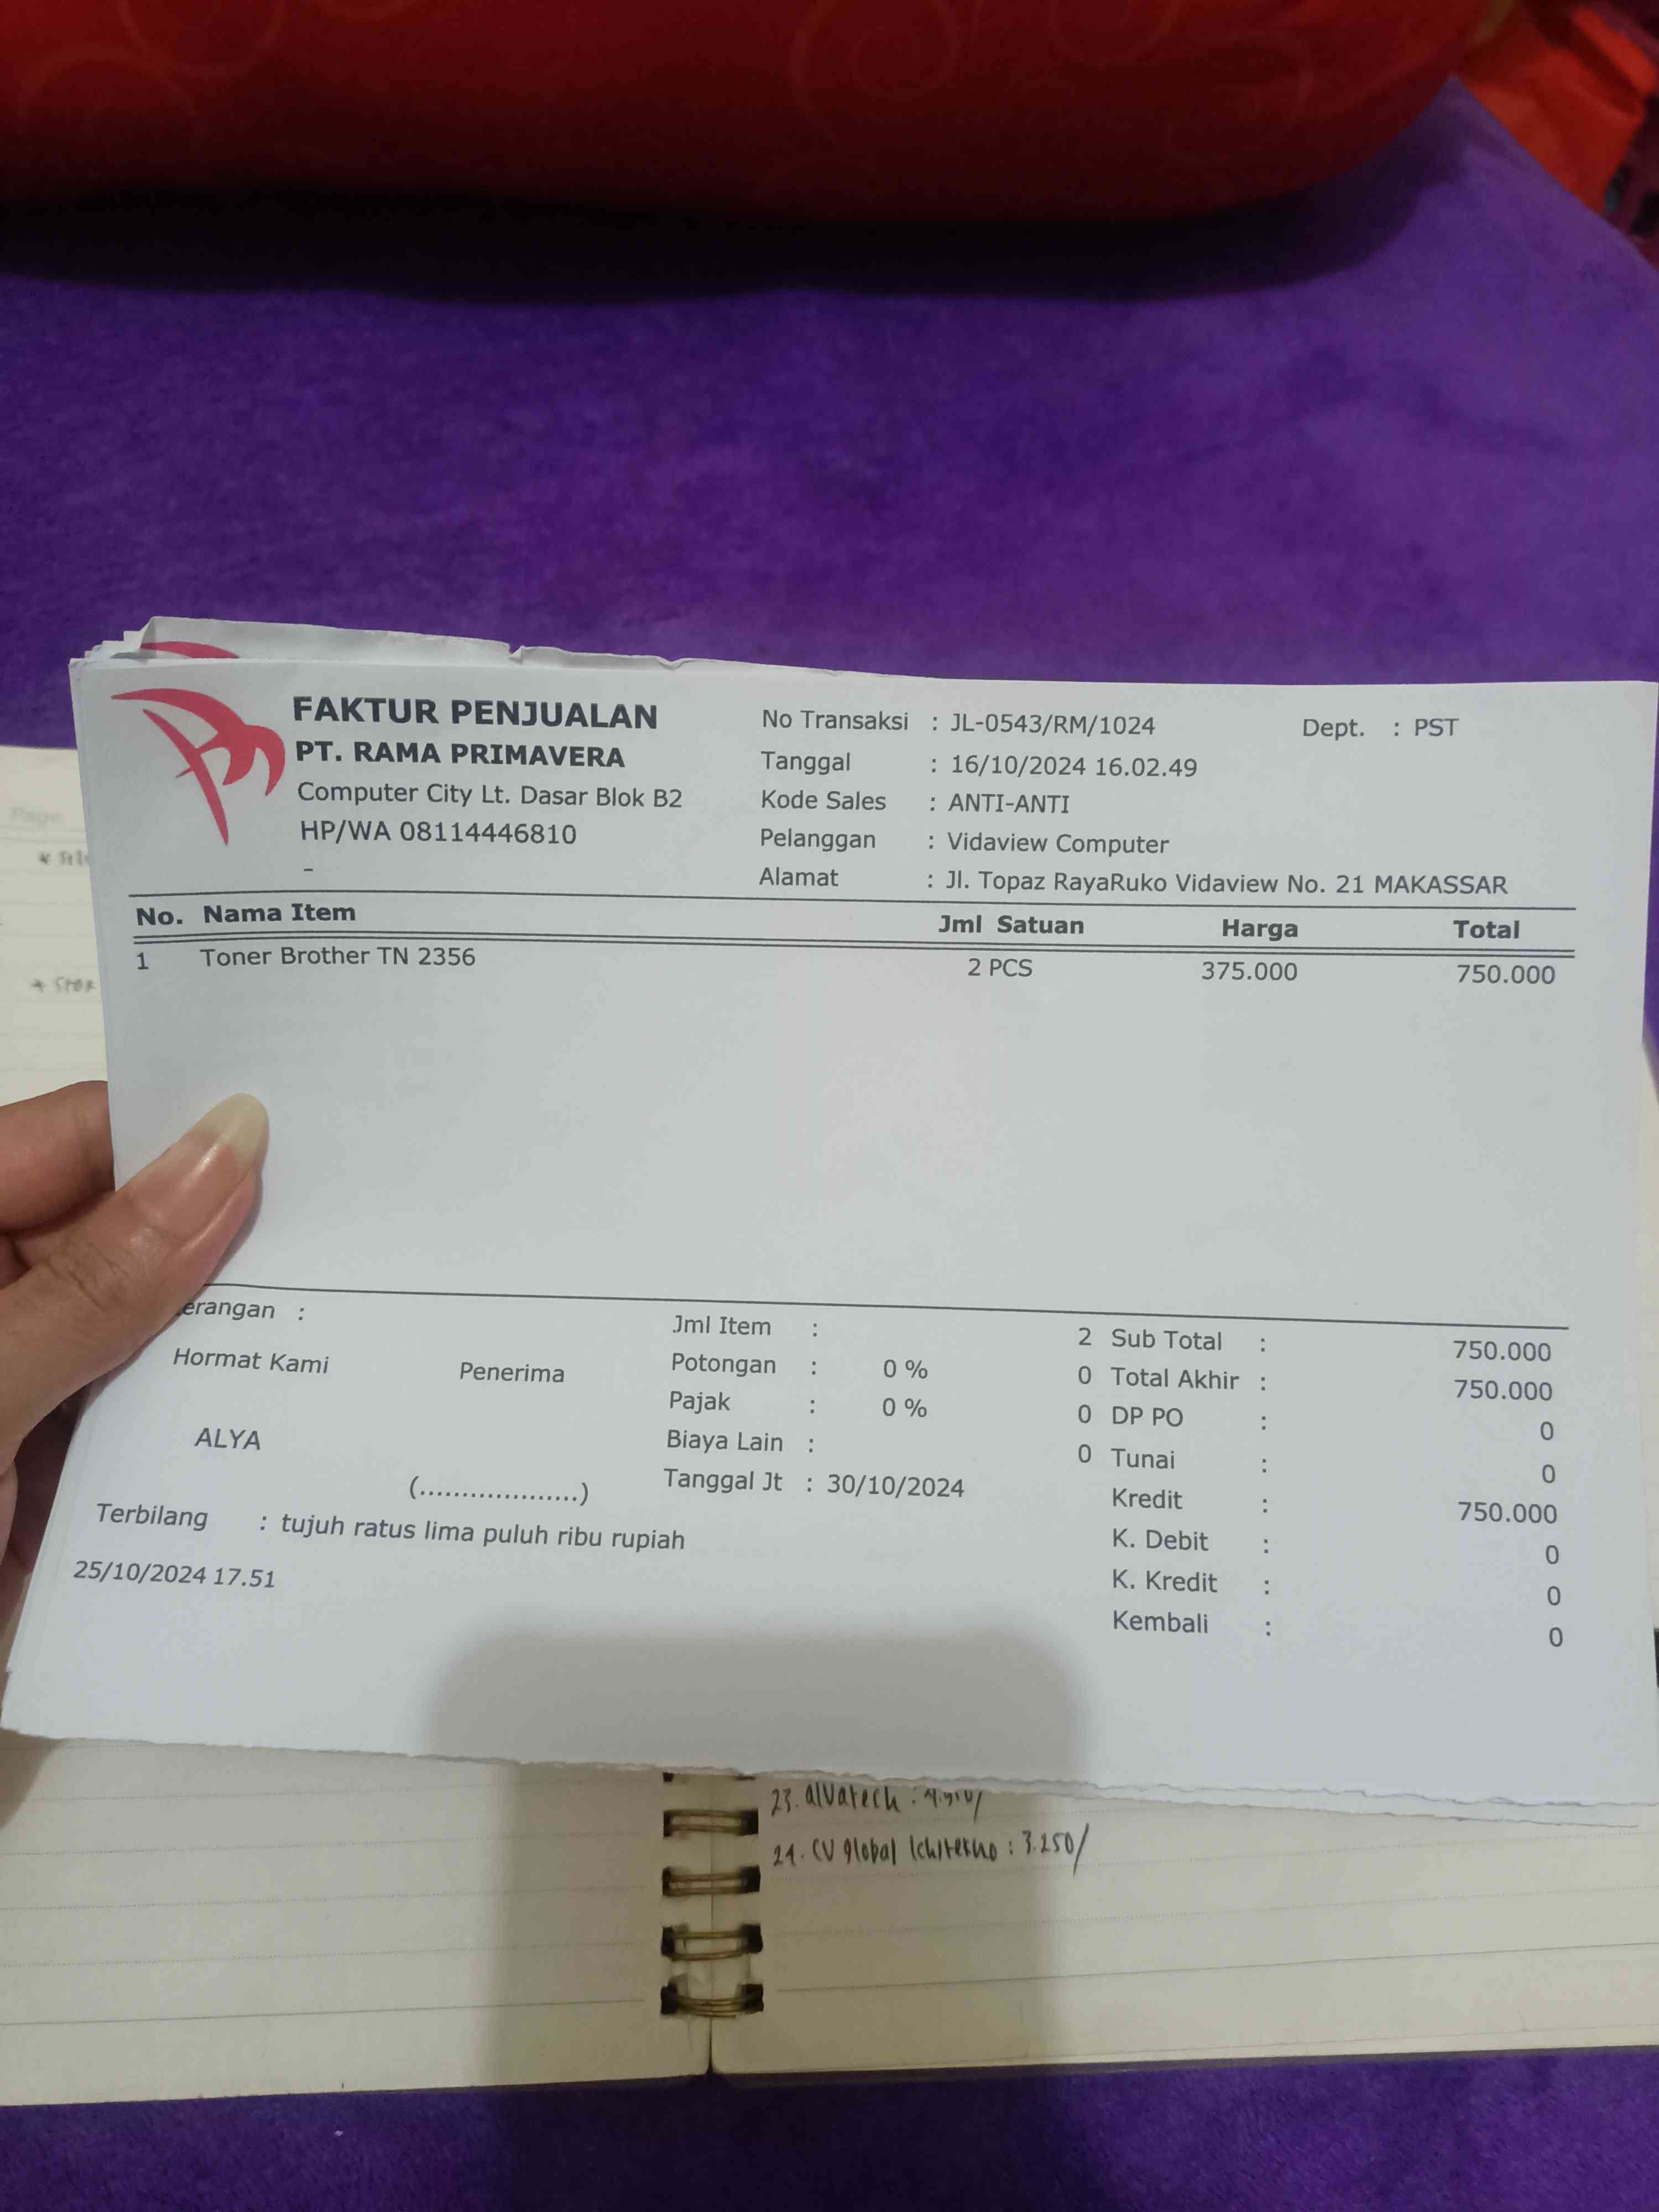 FAKTUR PENJUALAN
PT. RAMA PRIMAVERA
Computer City Lt. Dasar Blok B2
HP/WA 08114446810
-
No Transaksi : JL-0543/RM/1024 Dept. : PST
Tanggal : 16/10/2024 16.02.49
Kode Sales : ANTI-ANTI
Pelanggan : Vidaview Computer
Alamat : Jl. Topaz RayaRuko Vidaview No. 21 MAKASSAR
No. Nama Item Jml Satuan Harga Total
1 Toner Brother TN 2356 2 PCS 375.000 750.000
erangan :
Hormat Kami Penerima
ALYA
(...................)
Jml Item : 2
Potongan : 0 % 0
Pajak : 0 % 0
Biaya Lain : 0
Tanggal Jt : 30/10/2024
Sub Total : 750.000
Total Akhir : 750.000
DP PO : 0
Tunai : 0
Kredit : 750.000
K. Debit : 0
K. Kredit : 0
Kembali : 0
Terbilang : tujuh ratus lima puluh ribu rupiah
25/10/2024 17.51
Page
23. alvatech :
24. CV global : 3.250/